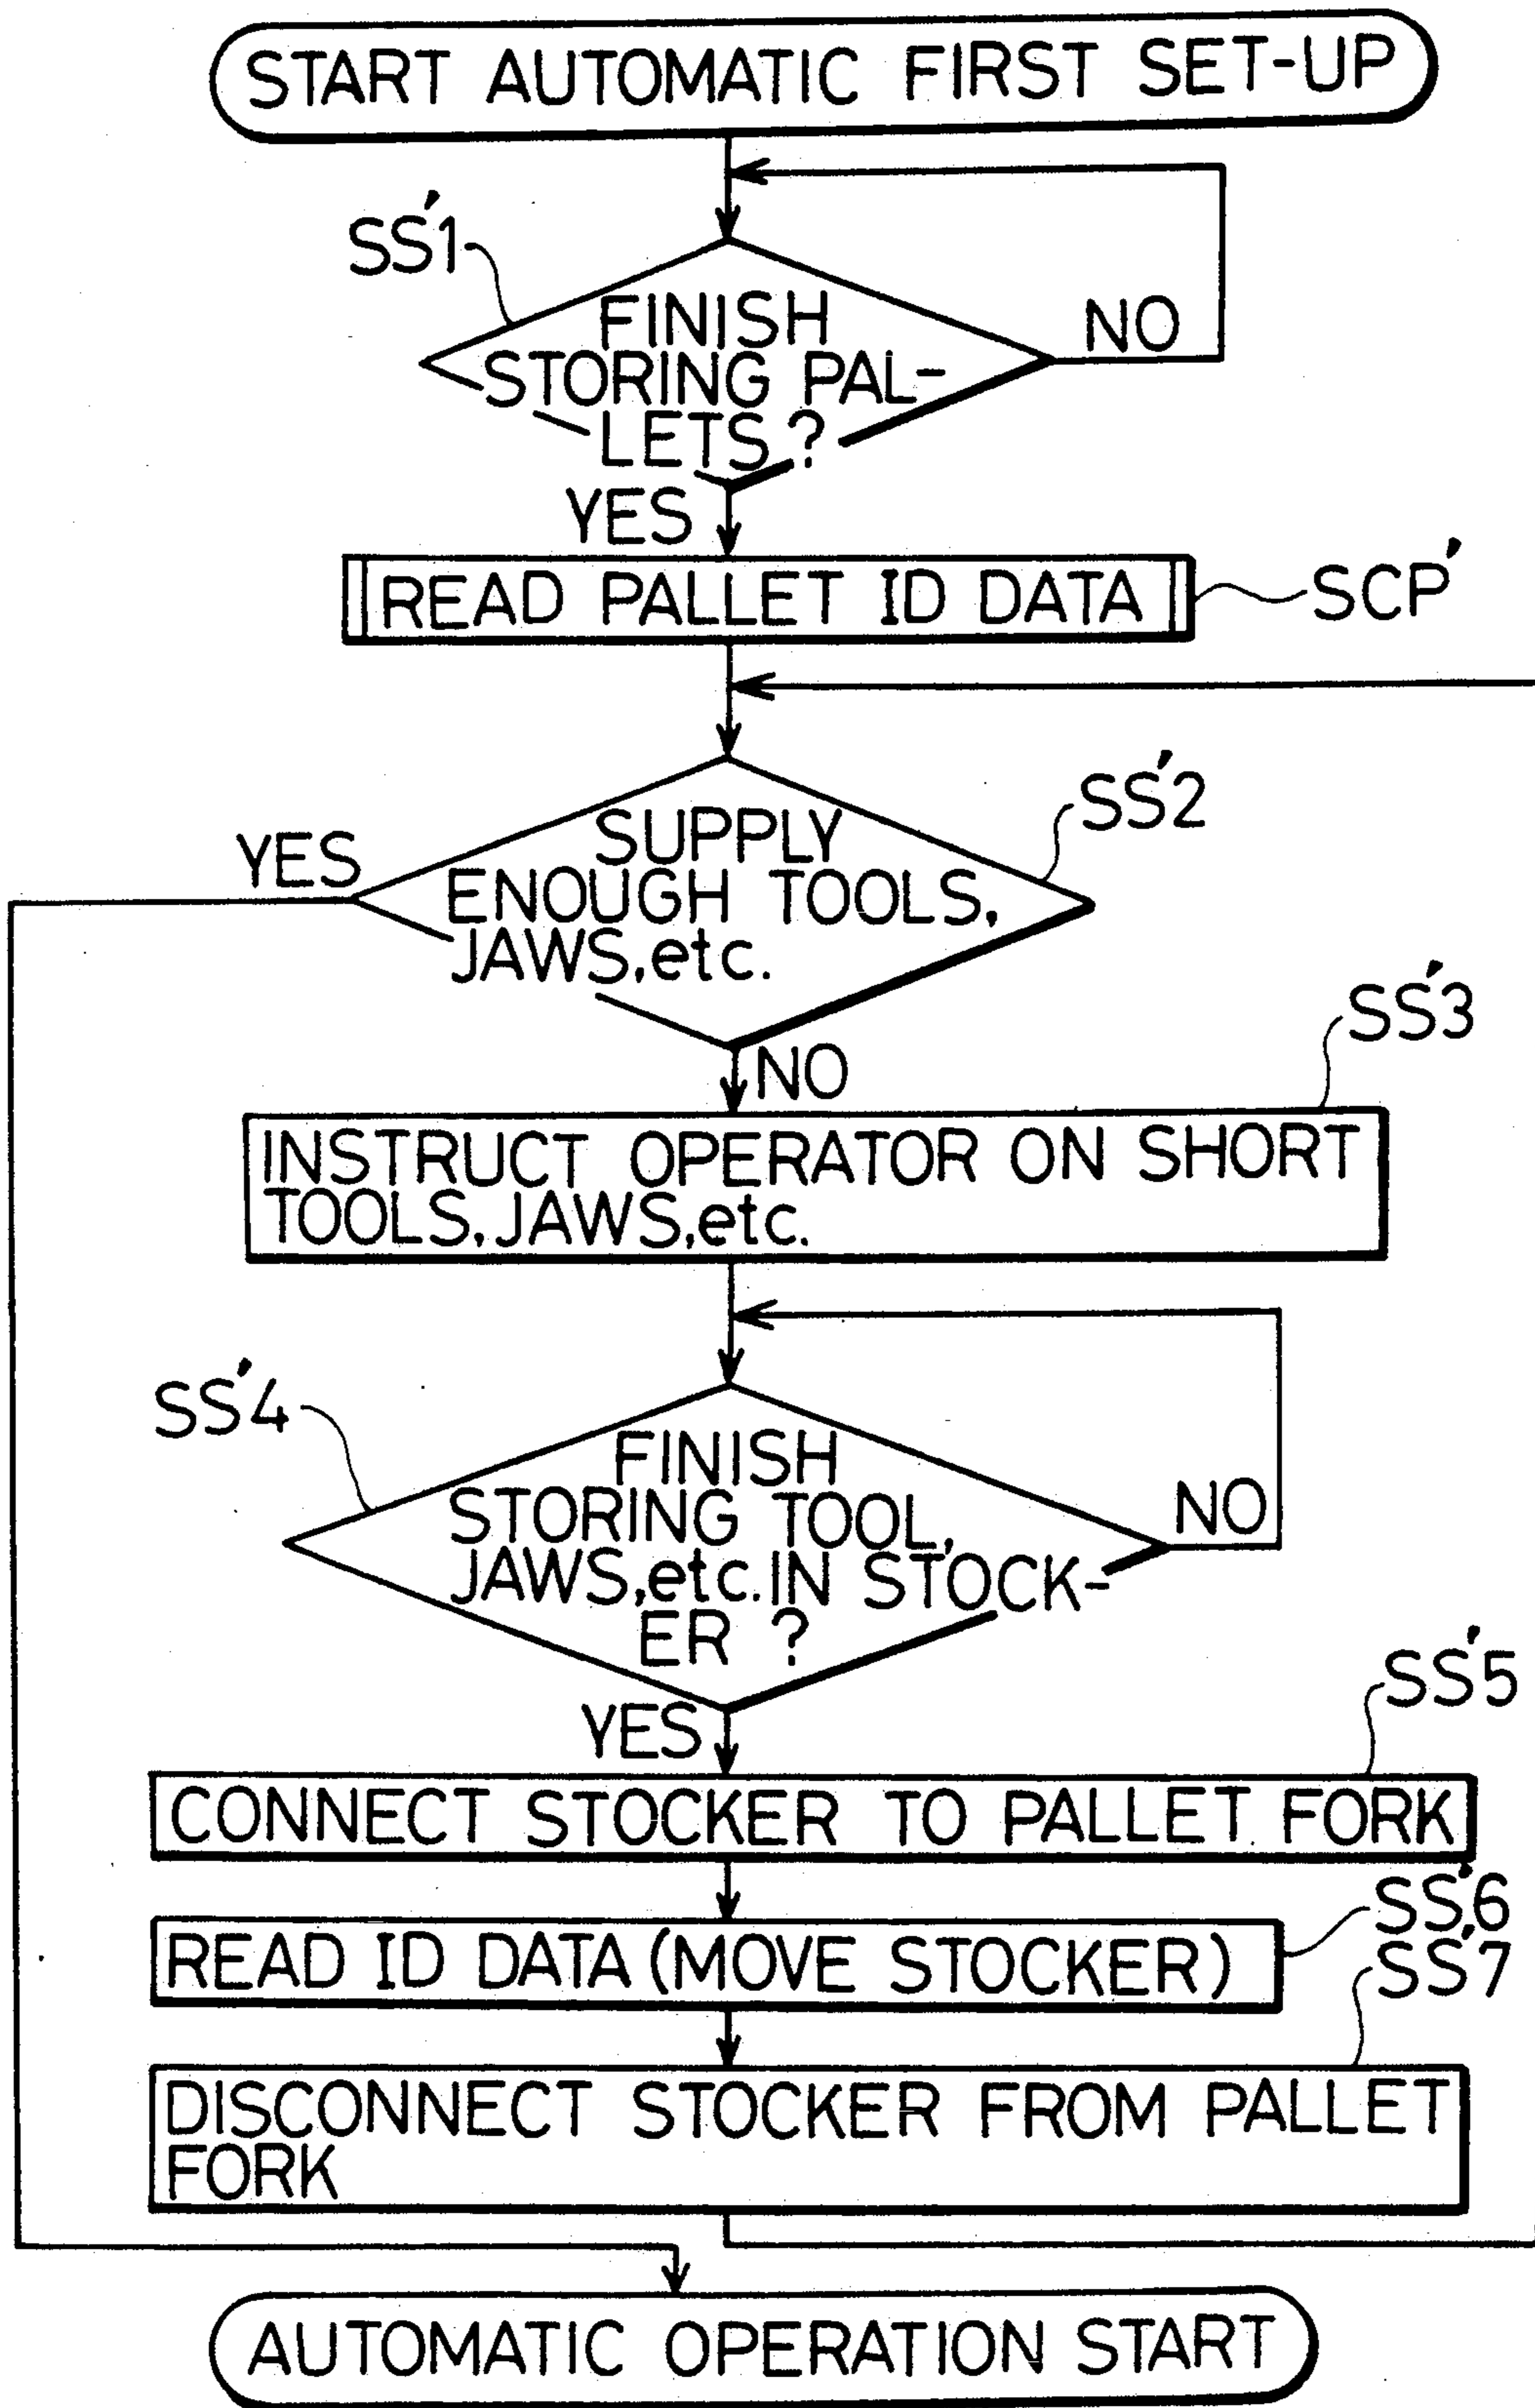 START AUTOMATIC FIRST SET-UP
SS'1
FINISH
STORING PAL-
LETS ?
NO
YES
READ PALLET ID DATA
SCP'
SS'2
YES
SUPPLY
ENOUGH TOOLS,
JAWS,etc.
NO
SS'3
INSTRUCT OPERATOR ON SHORT
TOOLS,JAWS,etc.
SS'4
FINISH
STORING TOOL,
JAWS,etc.IN STOCK-
ER ?
NO
YES
SS'5
CONNECT STOCKER TO PALLET FORK
SS'6
READ ID DATA (MOVE STOCKER)
SS'7
DISCONNECT STOCKER FROM PALLET
FORK
AUTOMATIC OPERATION START